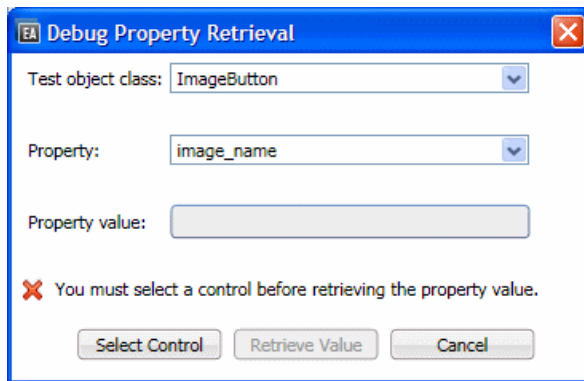 EA Debug Property Retrieval
Test object class: ImageButton
Property: image_name
Property value:
You must select a control before retrieving the property value.
Select Control Retrieve Value Cancel